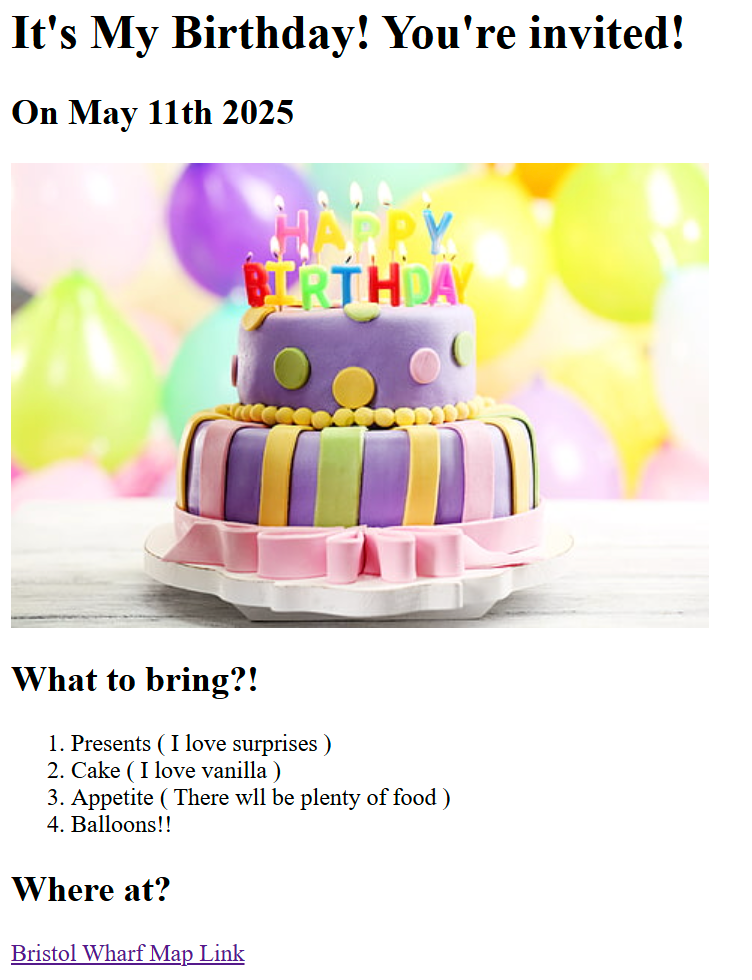 It's My Birthday! You're invited!
On May 11th 2025
HAPPY
BIRTHDAY
What to bring?!
1. Presents ( I love surprises )
2. Cake ( I love vanilla )
3. Appetite ( There wll be plenty of food )
4. Balloons!!
Where at?
Bristol Wharf Map Link